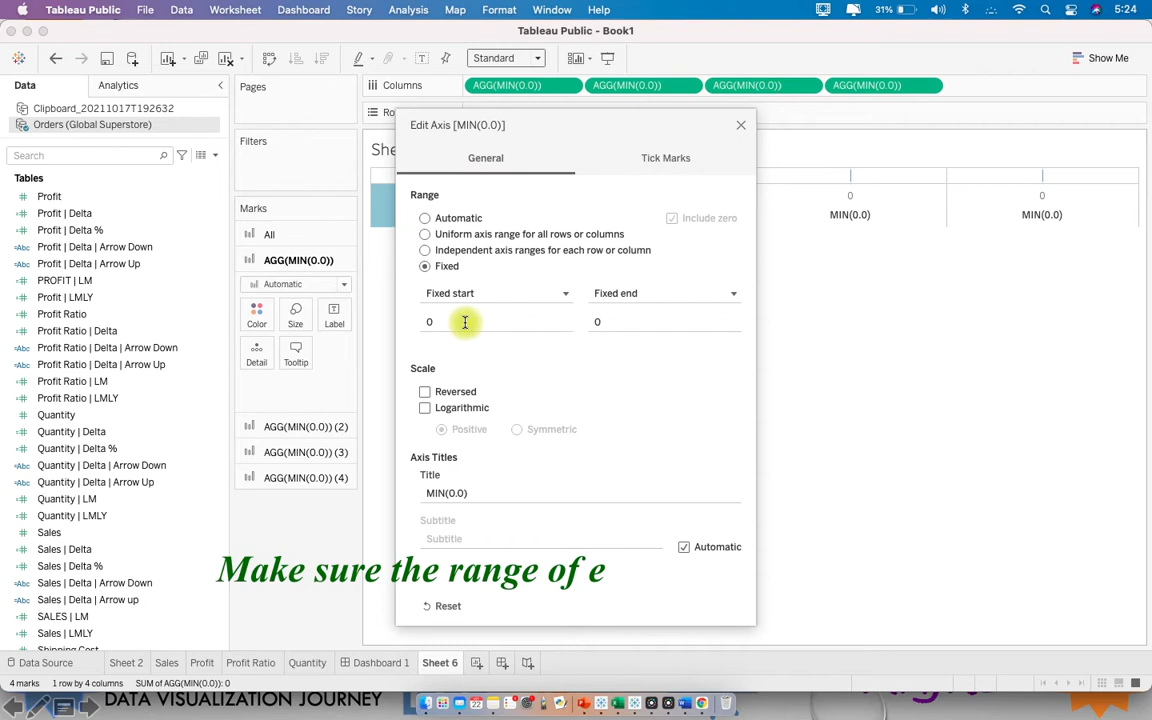 Tableau Public File Data Worksheet Dashboard Story Analysis Map Format Window Help 31% 5:24
Tableau Public - Book1
Standard Show Me
Data Analytics Pages Columns AGG(MIN(0.0)) AGG(MIN(0.0)) AGG(MIN(0.0)) AGG(MIN(0.0))
Clipboard_20211017T192632
Orders (Global Superstore)
Search
Tables
Profit
Profit | Delta
Profit | Delta %
Profit | Delta | Arrow Down
Profit | Delta | Arrow Up
PROFIT | LM
Profit | LMLY
Profit Ratio
Profit Ratio | Delta
Profit Ratio | Delta | Arrow Down
Profit Ratio | Delta | Arrow Up
Profit Ratio | LM
Profit Ratio | LMLY
Quantity
Quantity | Delta
Quantity | Delta %
Quantity | Delta | Arrow Down
Quantity | Delta | Arrow Up
Quantity | LM
Quantity | LMLY
Sales
Sales | Delta
Sales | Delta %
Sales | Delta | Arrow Down
Sales | Delta | Arrow up
SALES | LM
Sales | LMLY
Shipping Cost
Filters
Marks
All
AGG(MIN(0.0))
Automatic
Color Size Label
Detail Tooltip
AGG(MIN(0.0)) (2)
AGG(MIN(0.0)) (3)
AGG(MIN(0.0)) (4)
Edit Axis [MIN(0.0)]
General Tick Marks
Range
Automatic Include zero
Uniform axis range for all rows or columns
Independent axis ranges for each row or column
Fixed
Fixed start Fixed end
0 0
Scale
Reversed
Logarithmic
Positive Symmetric
Axis Titles
Title
MIN(0.0)
Subtitle
Subtitle
Automatic
Reset
0 0
MIN(0.0) MIN(0.0)
Make sure the range of e
Data Source Sheet 2 Sales Profit Profit Ratio Quantity Dashboard 1 Sheet 6
4 marks 1 row by 4 columns SUM of AGG(MIN(0.0)): 0
DATA VISUALIZATION JOURNEY